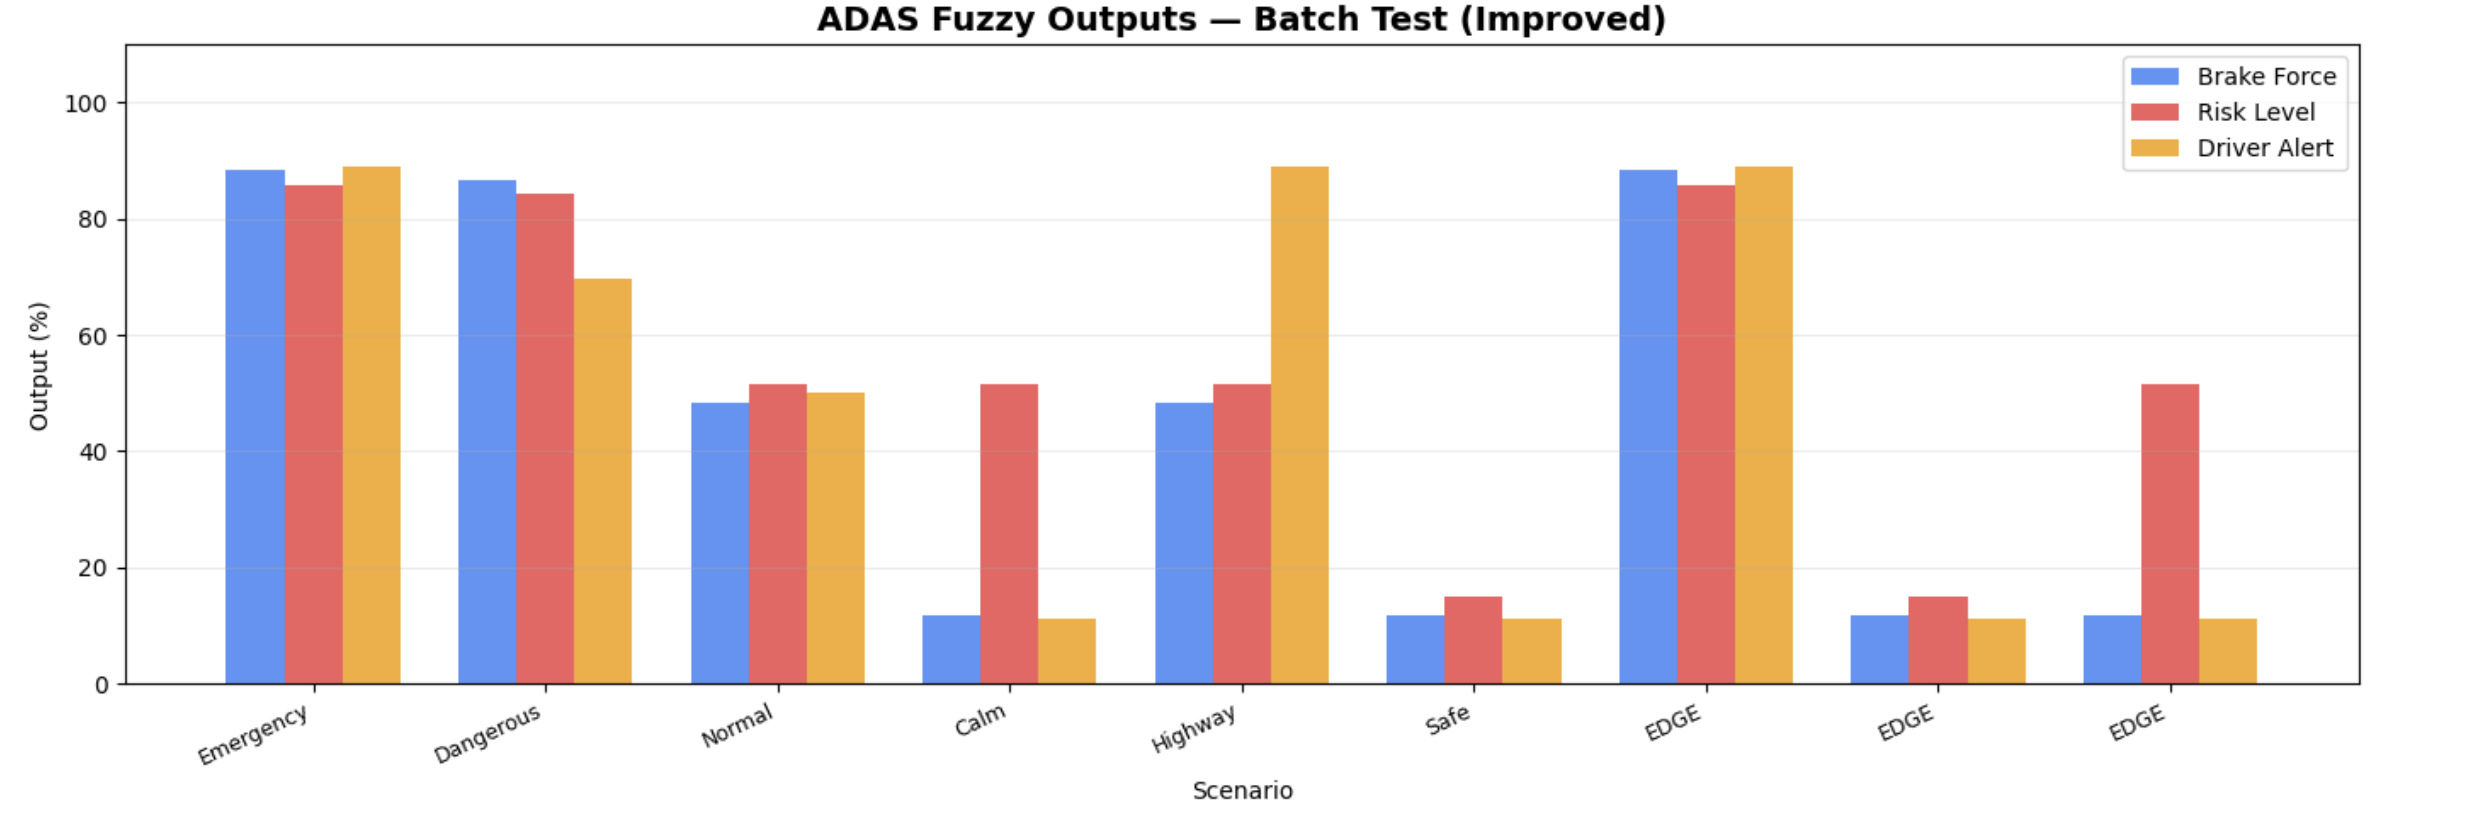 ADAS Fuzzy Outputs — Batch Test (Improved)
Brake Force
Risk Level
Driver Alert
Output (%)
100
80
60
40
20
0
Emergency
Dangerous
Normal
Calm
Highway
Safe
EDGE
EDGE
EDGE
Scenario